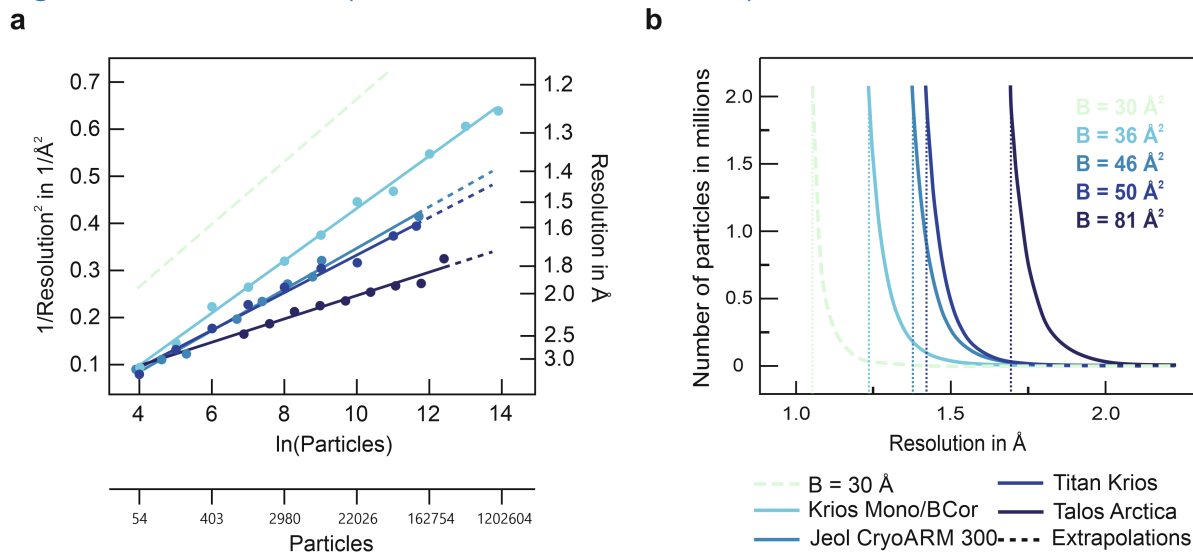 a
0.7
0.6
0.5
0.4
0.3
0.2
0.1
1/Resolution² in 1/Å²
1.2
1.3
1.4
1.5
1.6
1.8
2.0
2.5
3.0
Resolution in Å
4 6 8 10 12 14
ln(Particles)
54 403 2980 22026 162754 1202604
Particles
b
2.0
1.5
1.0
0.5
0
Number of particles in millions
B = 30 Å²
B = 36 Å²
B = 46 Å²
B = 50 Å²
B = 81 Å²
1.0 1.5 2.0
Resolution in Å
B = 30 Å
Titan Krios
Krios Mono/BCor
Talos Arctica
Jeol CryoARM 300
Extrapolations